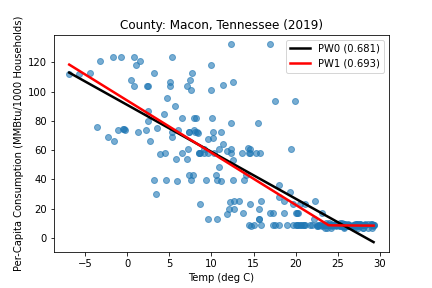 County: Macon, Tennessee (2019)
Per-Capita Consumption (MMBtu/1000 Households)
120
100
80
60
40
20
0
PW0 (0.681)
PW1 (0.693)
−5 0 5 10 15 20 25 30
Temp (deg C)